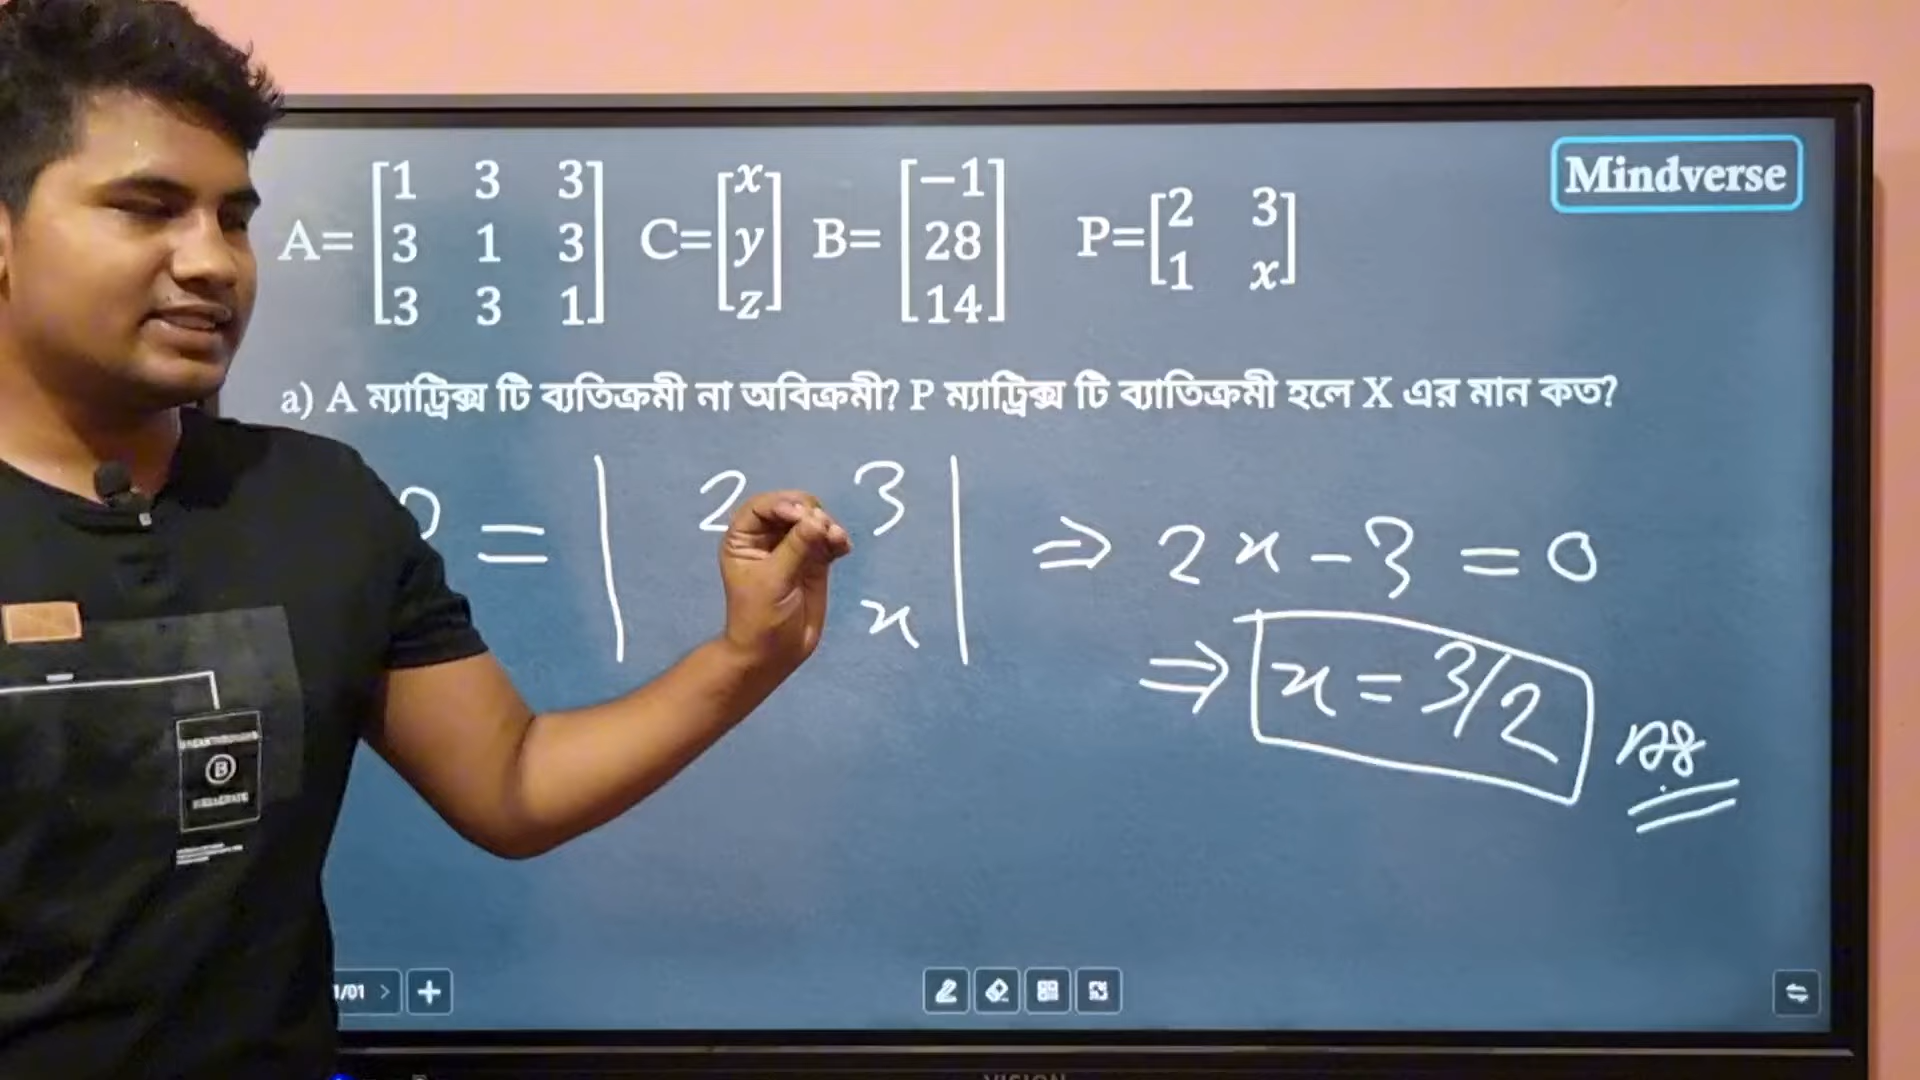 Mindverse
A= [1 3 3 3 1 3 3 3 1] C= [x y z] B= [−1 28 14] P= [2 3 1 x]
a) A ম্যাট্রিক্স টি ব্যতিক্রমী না অবিক্রমী? P ম্যাট্রিক্স টি ব্যাতিক্রমী হলে X এর মান কত?
= | 2 3 x | ⇒ 2x - 3 = 0
⇒ x = 3/2
B
1/01 > +
VISION